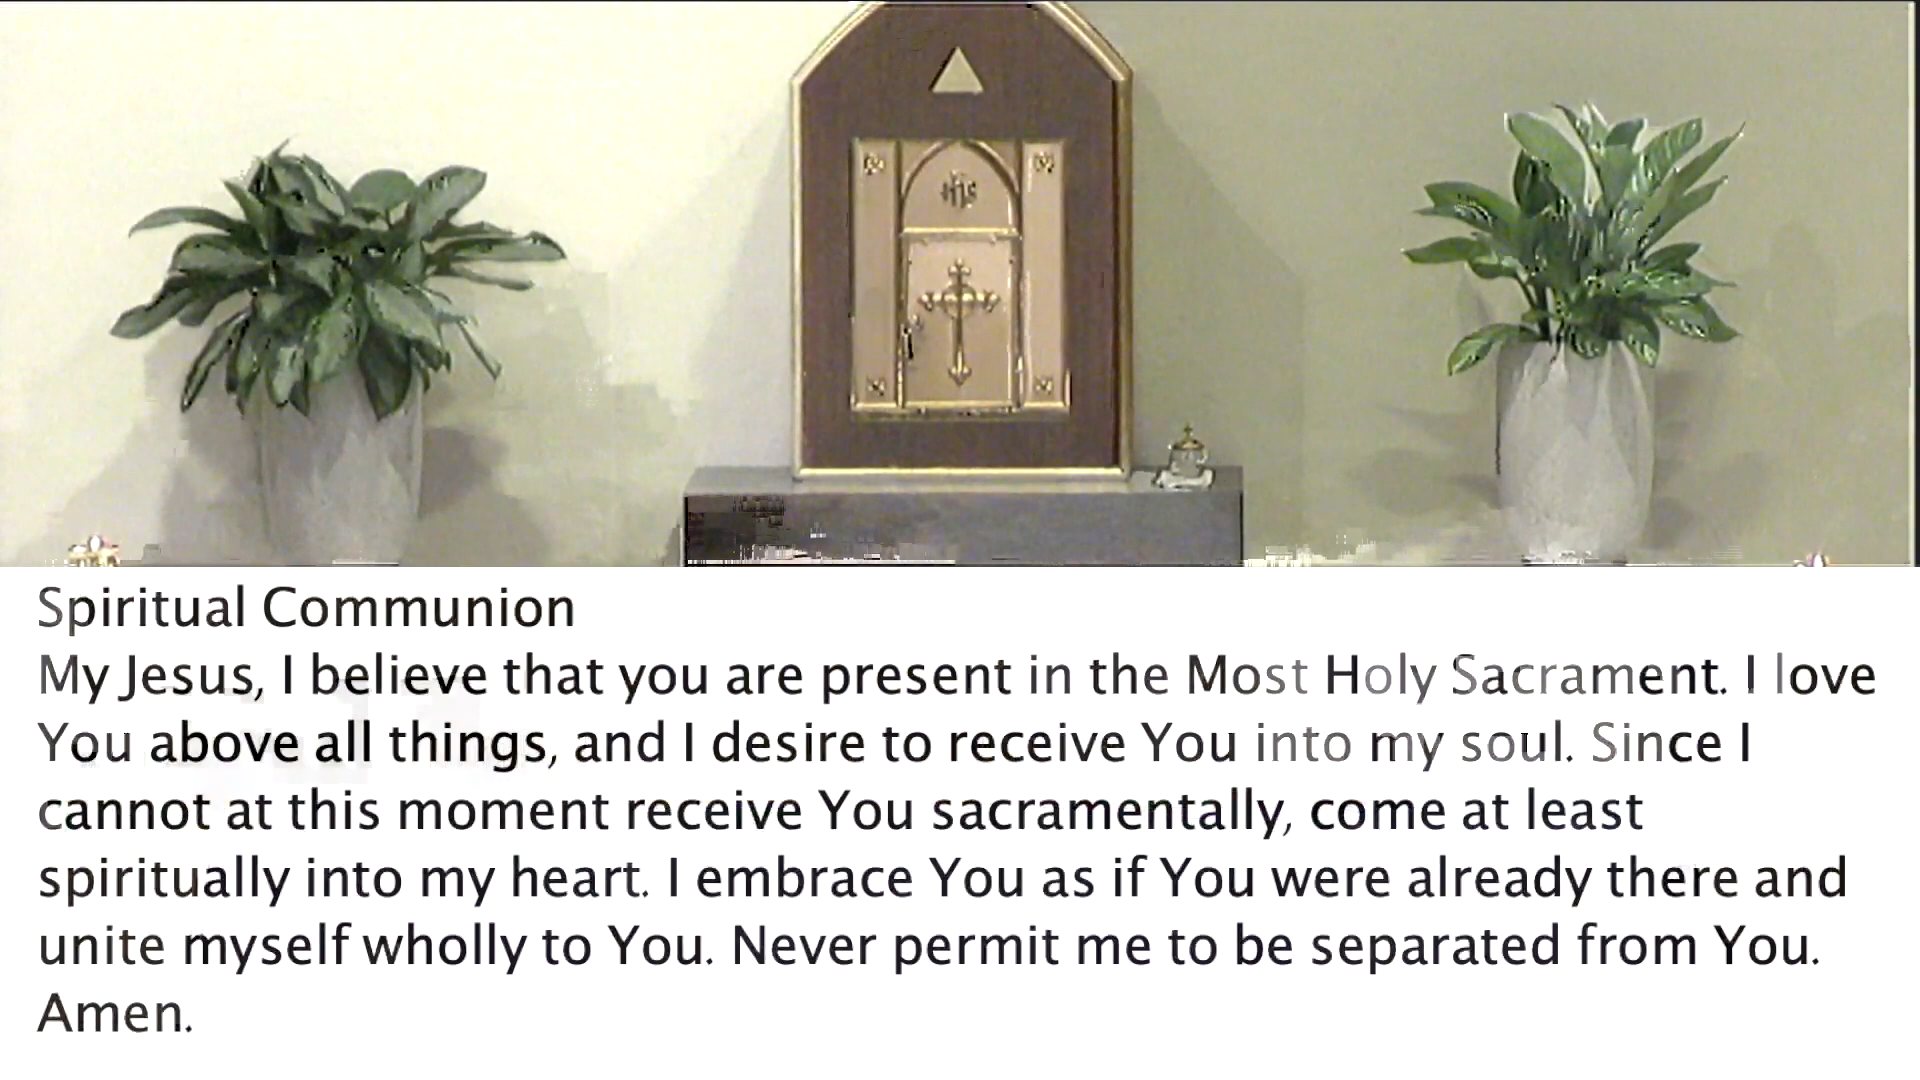 IHS
Spiritual Communion
My Jesus, I believe that you are present in the Most Holy Sacrament. I love
You above all things, and I desire to receive You into my soul. Since I
cannot at this moment receive You sacramentally, come at least
spiritually into my heart. I embrace You as if You were already there and
unite myself wholly to You. Never permit me to be separated from You.
Amen.